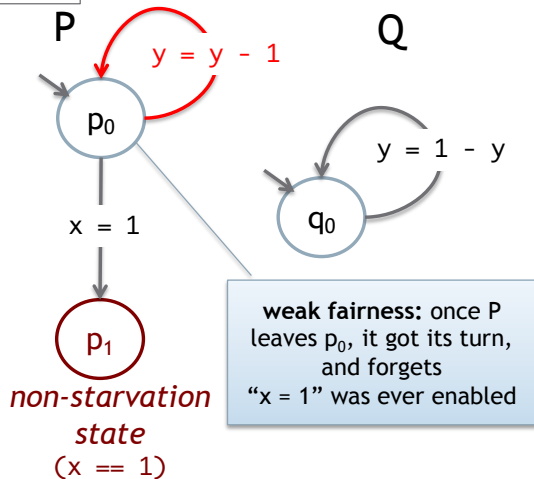 P
Q
y = y - 1
p0
y = 1 - y
q0
x = 1
weak fairness: once P
leaves p0, it got its turn,
and forgets
“x = 1” was ever enabled
p1
non-starvation
state
(x == 1)